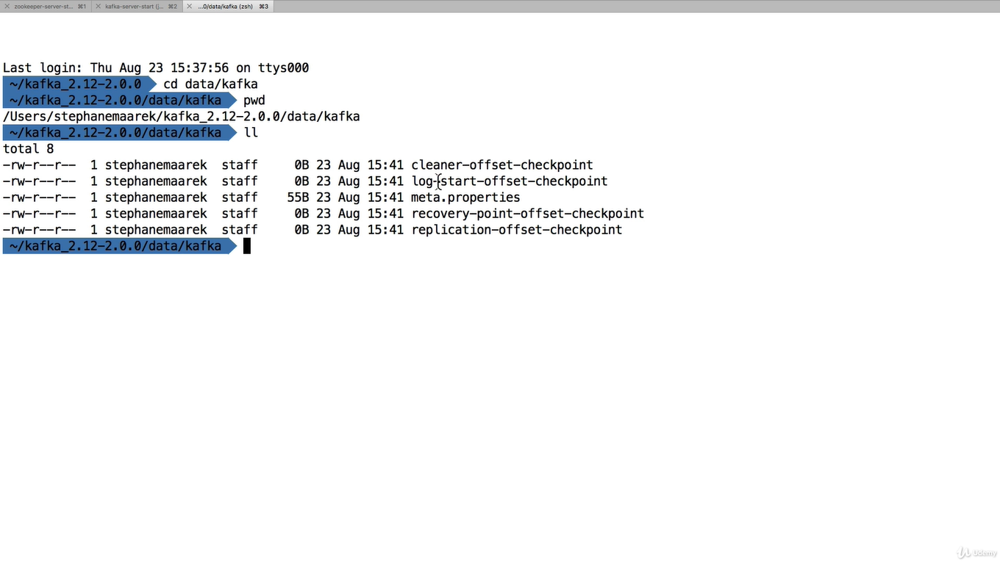 zookeeper-server-st... ⌘1 kafka-server-start (j... ⌘2 ...0/data/kafka (zsh) ⌘3
Last login: Thu Aug 23 15:37:56 on ttys000
~/kafka_2.12-2.0.0 cd data/kafka
~/kafka_2.12-2.0.0/data/kafka pwd
/Users/stephanemaarek/kafka_2.12-2.0.0/data/kafka
~/kafka_2.12-2.0.0/data/kafka ll
total 8
-rw-r--r-- 1 stephanemaarek staff 0B 23 Aug 15:41 cleaner-offset-checkpoint
-rw-r--r-- 1 stephanemaarek staff 0B 23 Aug 15:41 log-start-offset-checkpoint
-rw-r--r-- 1 stephanemaarek staff 55B 23 Aug 15:41 meta.properties
-rw-r--r-- 1 stephanemaarek staff 0B 23 Aug 15:41 recovery-point-offset-checkpoint
-rw-r--r-- 1 stephanemaarek staff 0B 23 Aug 15:41 replication-offset-checkpoint
~/kafka_2.12-2.0.0/data/kafka
Udemy